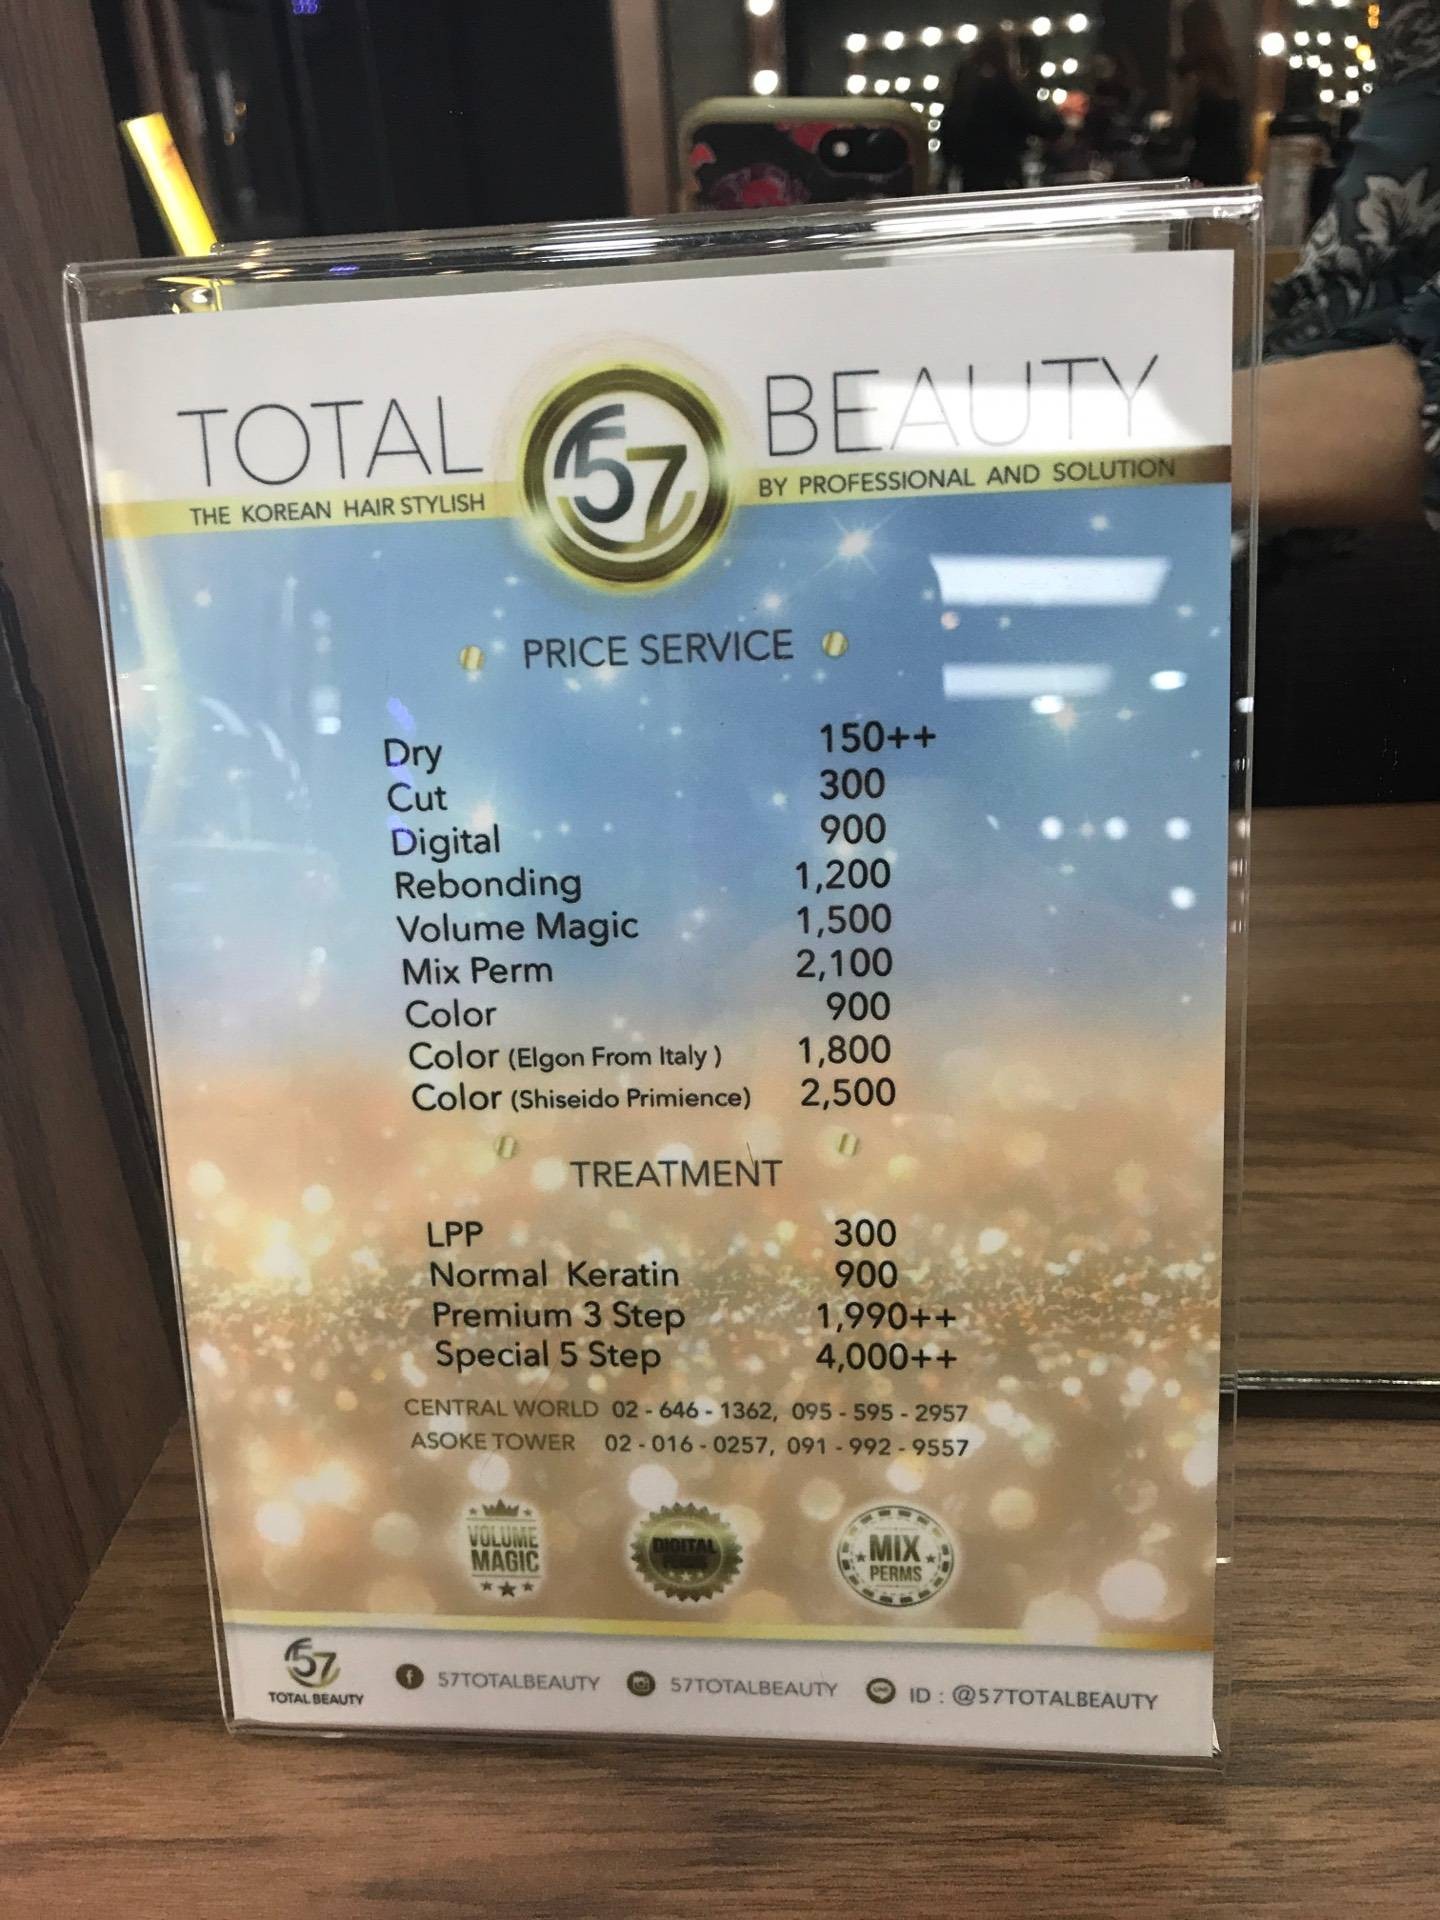 TOTAL 57 BEAUTY
THE KOREAN HAIR STYLISH BY PROFESSIONAL AND SOLUTION
PRICE SERVICE
Dry 150++
Cut 300
Digital 900
Rebonding 1,200
Volume Magic 1,500
Mix Perm 2,100
Color 900
Color (Elgon From Italy ) 1,800
Color (Shiseido Primience) 2,500
TREATMENT
LPP 300
Normal Keratin 900
Premium 3 Step 1,990++
Special 5 Step 4,000++
CENTRAL WORLD 02 - 646 - 1362, 095 - 595 - 2957
ASOKE TOWER 02 - 016 - 0257, 091 - 992 - 9557
VOLUME
MAGIC
DIGITAL
MIX
PERMS
57
TOTAL BEAUTY
57TOTALBEAUTY 57TOTALBEAUTY LINE ID : @57TOTALBEAUTY